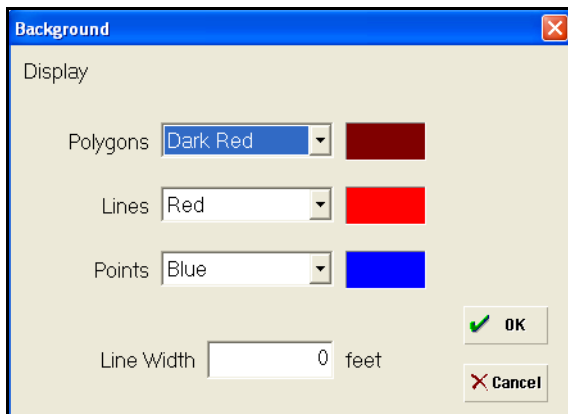 Background
Display
Polygons Dark Red
Lines Red
Points Blue
OK
Line Width 0 feet
Cancel